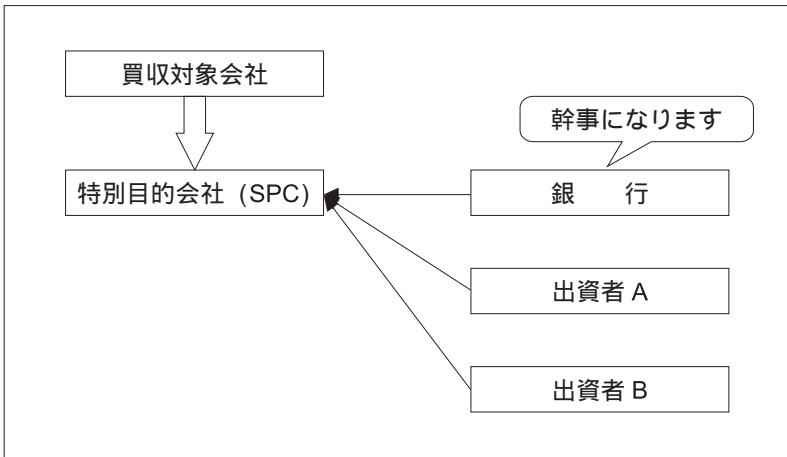 買収対象会社
幹事になります
特別目的会社 (SPC)
銀　　行
出資者 A
出資者 B